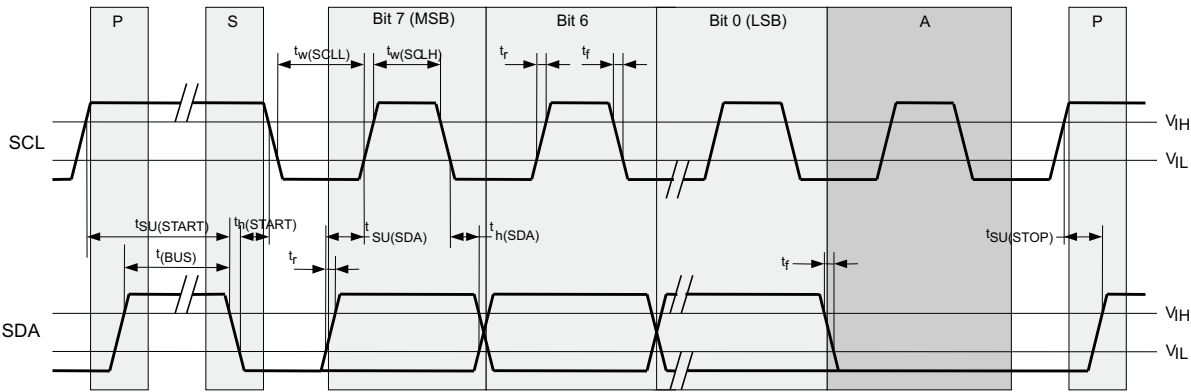 P S Bit 7 (MSB) Bit 6 Bit 0 (LSB) A P
tw(SCLL) tw(SCLH) tr tf
VIH
SCL
VIL
tSU(START) th(START) t SU(SDA) th(SDA) tSU(STOP)
t(BUS) tr tf
VIH
SDA
VIL